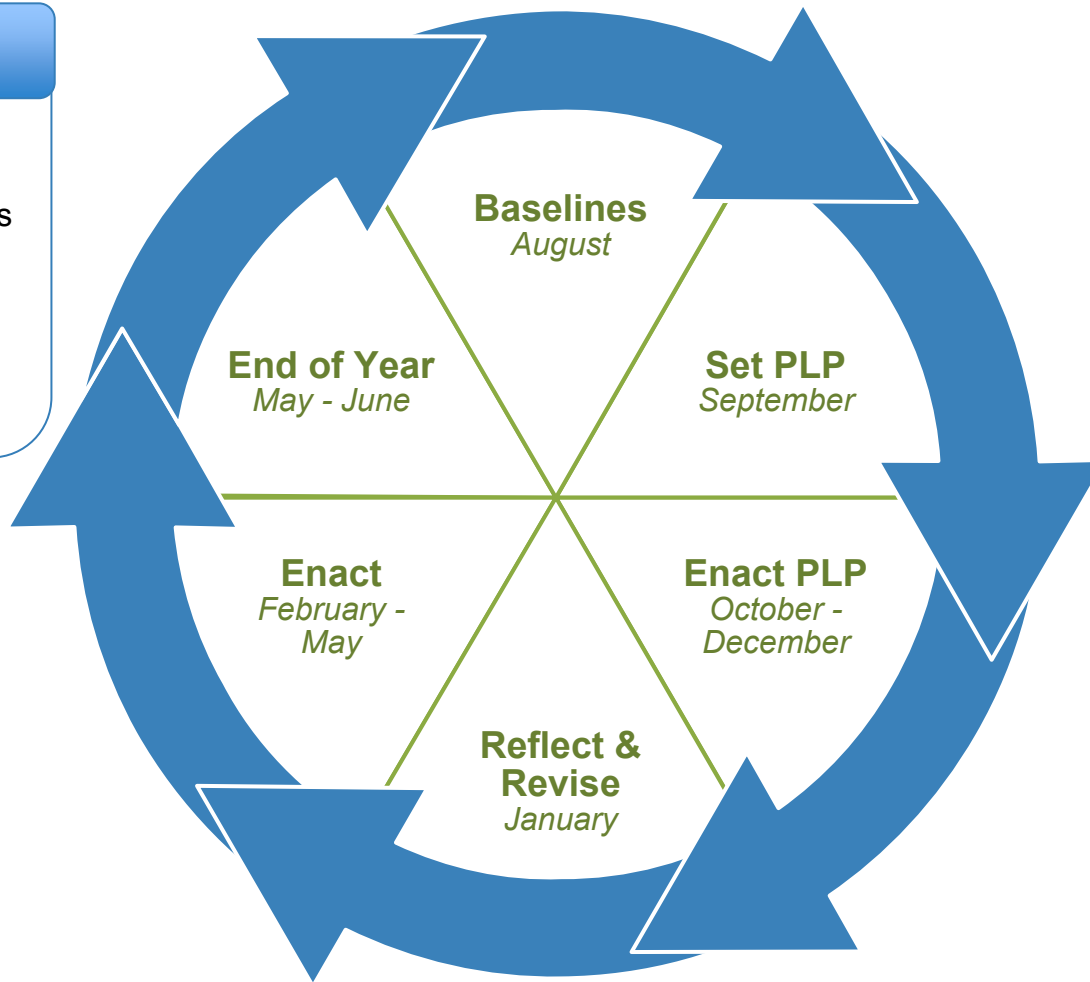 s
Baselines
August
Set PLP
September
Enact PLP
October -
December
Reflect &
Revise
January
Enact
February -
May
End of Year
May - June